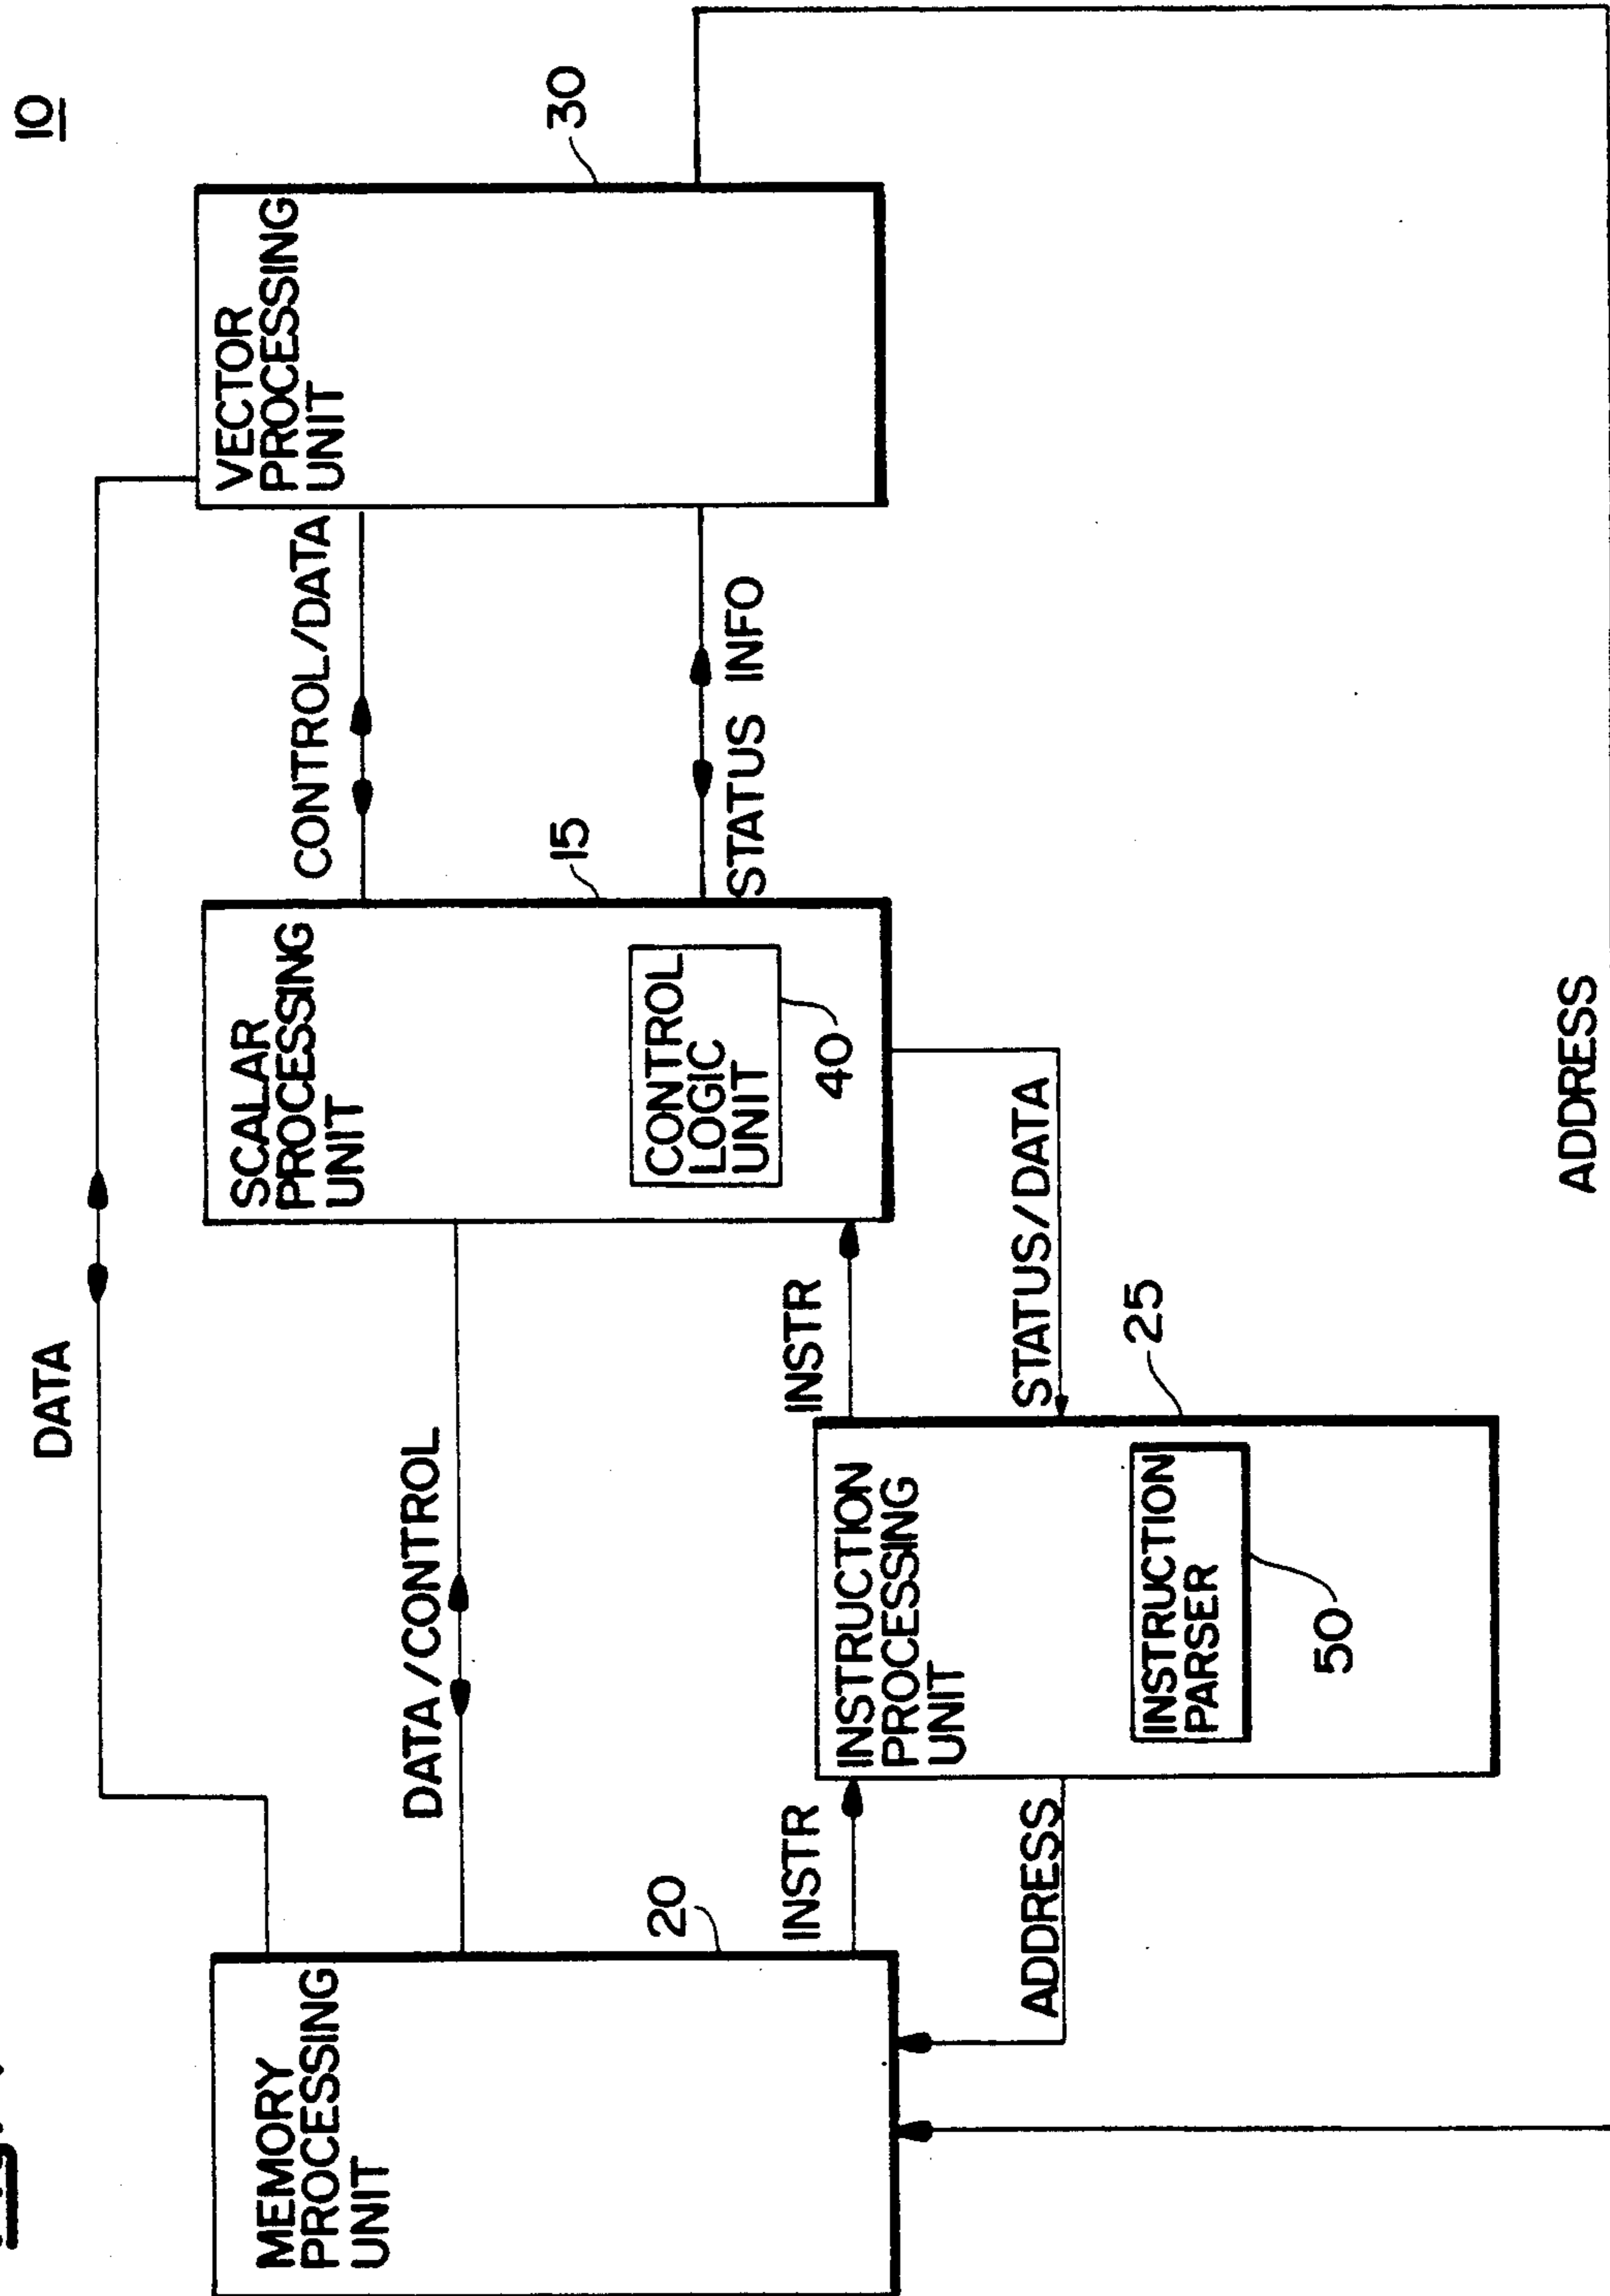 10
DATA
MEMORY
PROCESSING
UNIT
20
DATA/CONTROL
SCALAR
PROCESSING
UNIT
15
CONTROL
LOGIC
UNIT
40
CONTROL/DATA
STATUS INFO
VECTOR
PROCESSING
UNIT
30
INSTR
ADDRESS
INSTRUCTION
PROCESSING
UNIT
25
INSTRUCTION
PARSER
50
INSTR
STATUS/DATA
ADDRESS